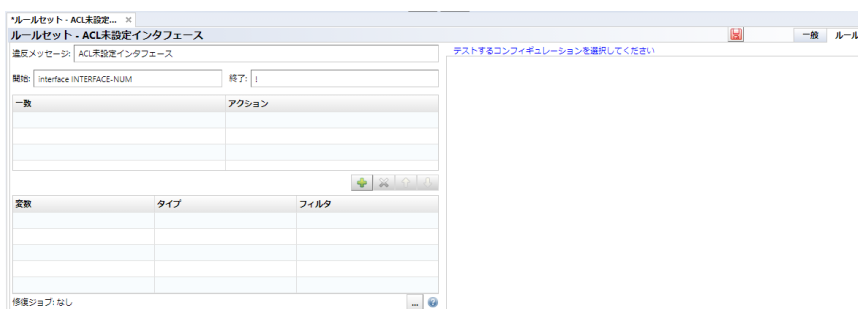 *ルールセット - ACL未設定...
ルールセット - ACL未設定インタフェース
一般 ルール
違反メッセージ: ACL未設定インタフェース
テストするコンフィギュレーションを選択してください
開始: interface INTERFACE-NUM 終了: !
一致 アクション
変数 タイプ フィルタ
修復ジョブ: なし ...